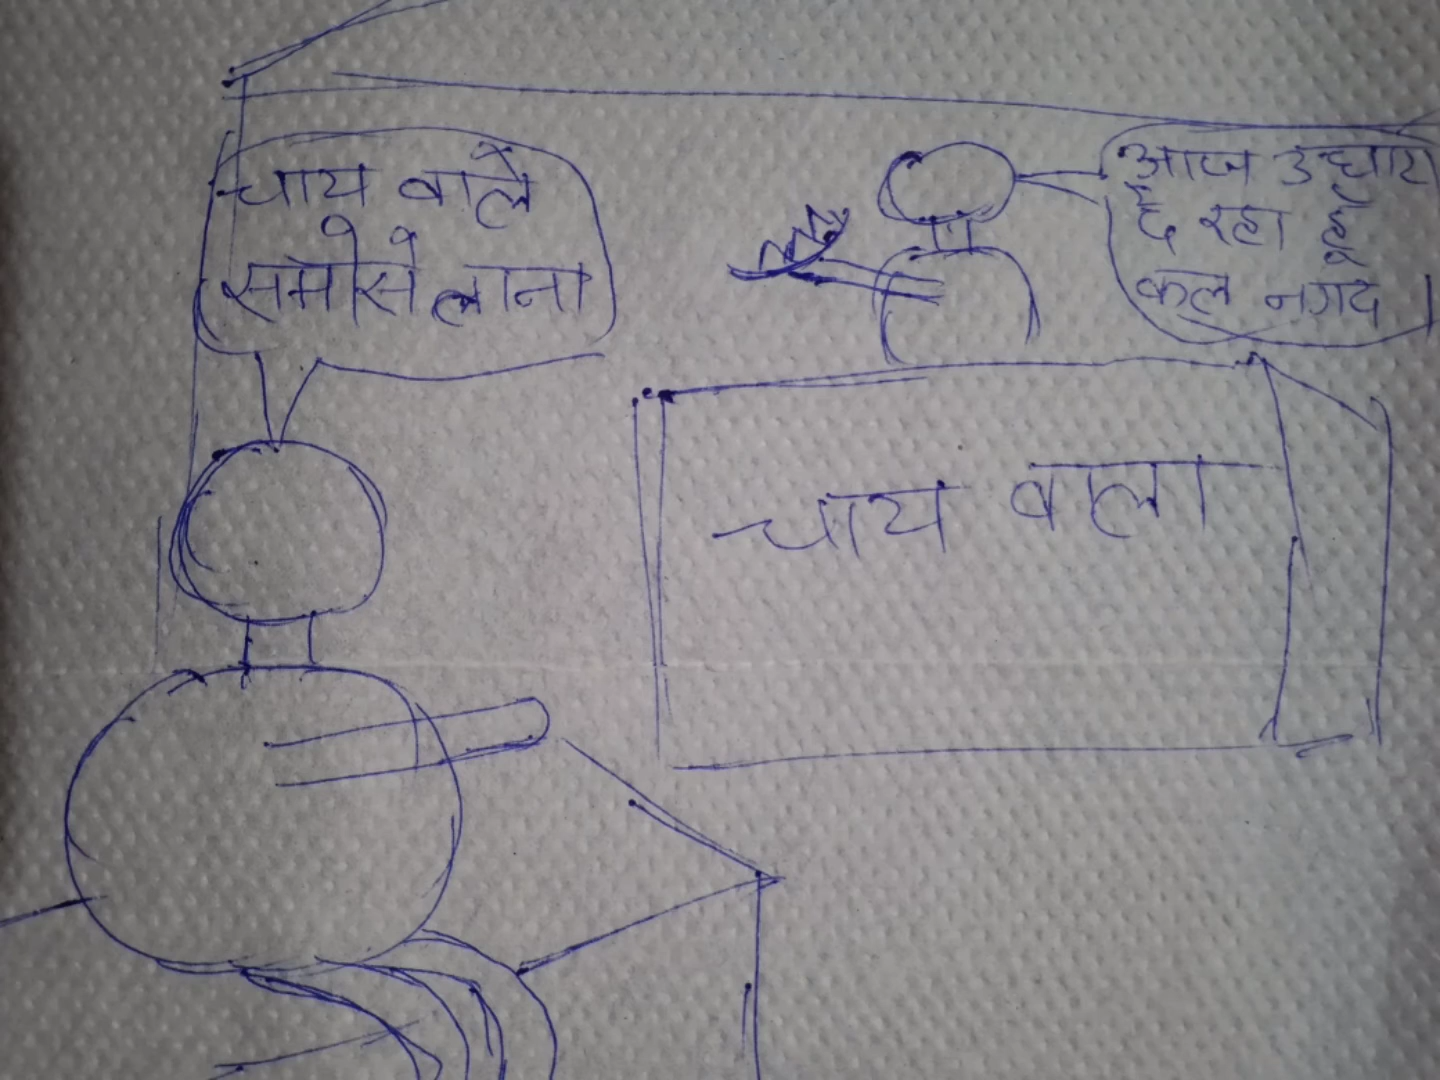 चाय वाले
समोसे लाना
आज उधार
दे रहा हूँ
कल नगद ।
चाय वाला